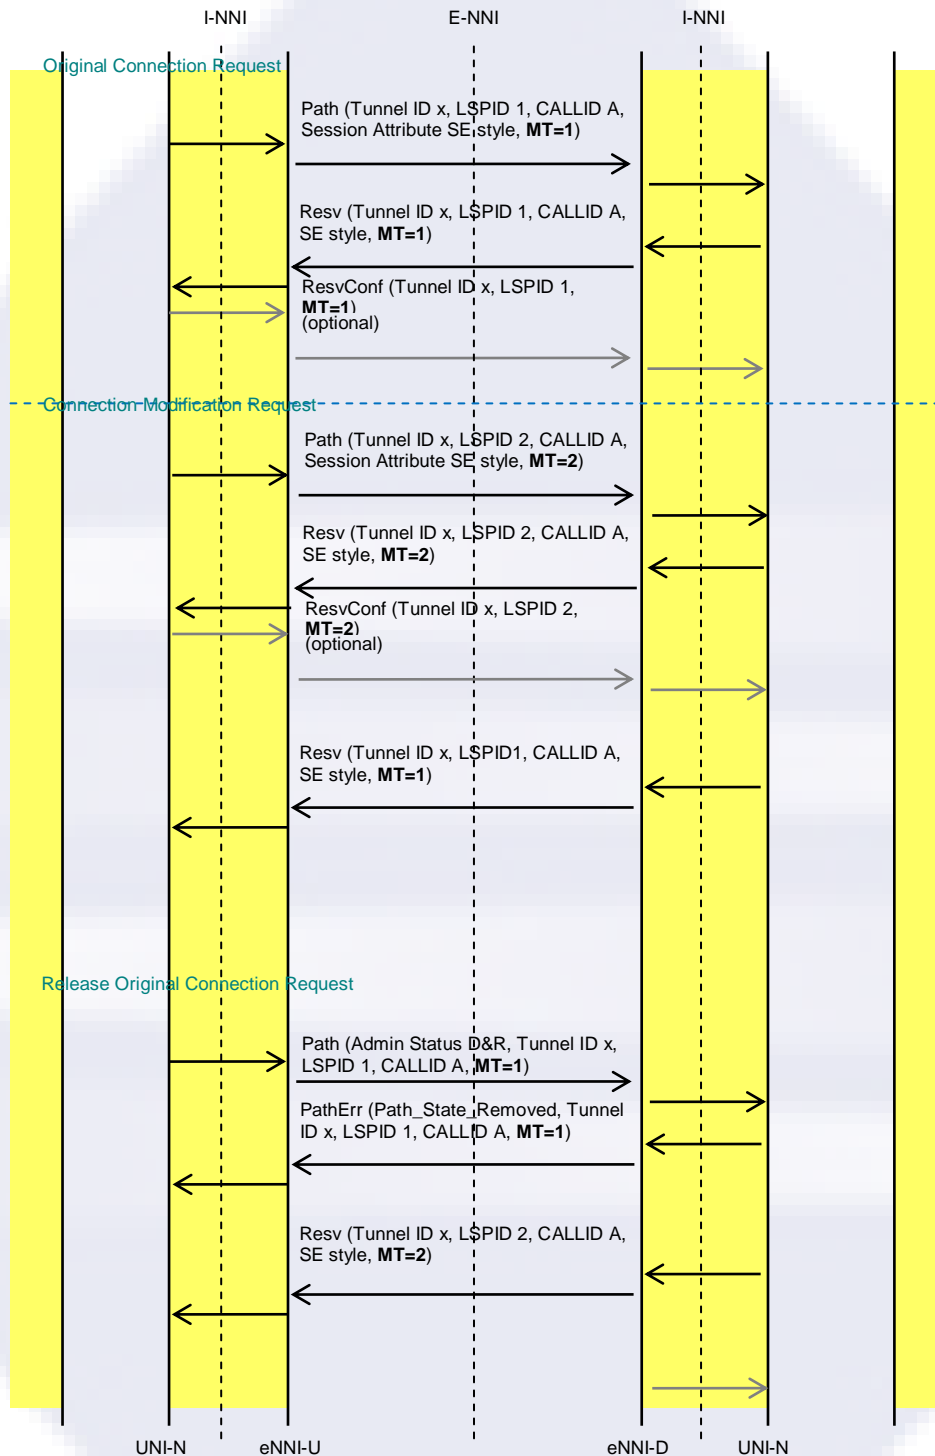 I-NNI
E-NNI
I-NNI
Original Connection Request
Path (Tunnel ID x, LSPID 1, CALLID A,
Session Attribute SE style, MT=1)
Resv (Tunnel ID x, LSPID 1, CALLID A,
SE style, MT=1)
ResvConf (Tunnel ID x, LSPID 1,
MT=1)
(optional)
Connection Modification Request
Path (Tunnel ID x, LSPID 2, CALLID A,
Session Attribute SE style, MT=2)
Resv (Tunnel ID x, LSPID 2, CALLID A,
SE style, MT=2)
ResvConf (Tunnel ID x, LSPID 2,
MT=2)
(optional)
Resv (Tunnel ID x, LSPID1, CALLID A,
SE style, MT=1)
Release Original Connection Request
Path (Admin Status D&R, Tunnel ID x,
LSPID 1, CALLID A, MT=1)
PathErr (Path_State_Removed, Tunnel
ID x, LSPID 1, CALLID A, MT=1)
Resv (Tunnel ID x, LSPID 2, CALLID A,
SE style, MT=2)
UNI-N
eNNI-U
eNNI-D
UNI-N